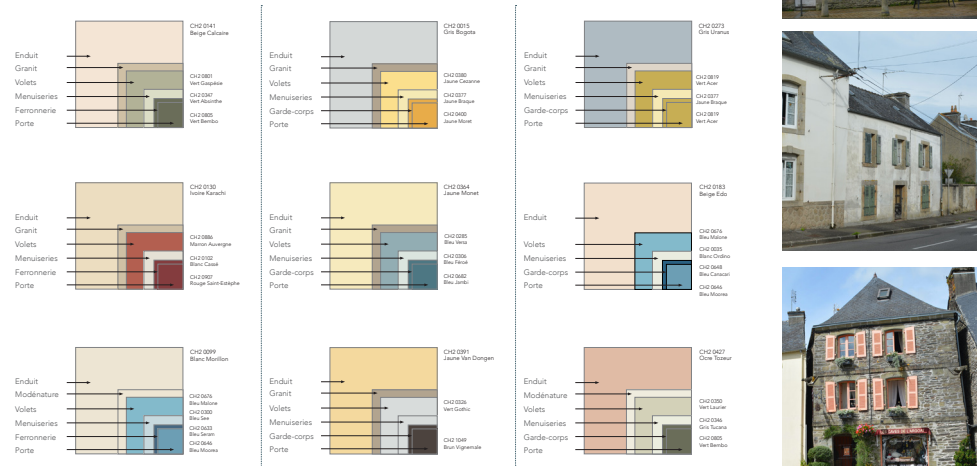 CH2 0141
Beige Calcaire
Enduit
Granit
Volets
Menuiseries
Ferronnerie
Porte
CH2 0801
Vert Gaspésie
CH2 0347
Vert Absinthe
CH2 0805
Vert Bembo
CH2 0015
Gris Bogota
Enduit
Granit
Volets
Menuiseries
Garde-corps
Porte
CH2 0380
Jaune Cezanne
CH2 0377
Jaune Braque
CH2 0400
Jaune Moret
CH2 0273
Gris Uranus
Enduit
Granit
Volets
Menuiseries
Garde-corps
Porte
CH2 0819
Vert Acer
CH2 0377
Jaune Braque
CH2 0819
Vert Acer
CH2 0130
Ivoire Karachi
Enduit
Granit
Volets
Menuiseries
Ferronnerie
Porte
CH2 0886
Marron Auvergne
CH2 0102
Blanc Cassé
CH2 0907
Rouge Saint-Estèphe
CH2 0364
Jaune Monet
Enduit
Granit
Volets
Menuiseries
Garde-corps
Porte
CH2 0285
Bleu Versa
CH2 0306
Bleu Féroé
CH2 0682
Bleu Jambi
CH2 0183
Beige Edo
Enduit
Volets
Menuiseries
Garde-corps
Porte
CH2 0676
Bleu Malone
CH2 0035
Blanc Ordino
CH2 0648
Bleu
CH2 0646
Bleu Moorea
CH2 0099
Blanc Morillon
Enduit
Modénature
Volets
Menuiseries
Ferronnerie
Porte
CH2 0676
Bleu Malone
CH2 0300
Bleu See
CH2 0633
Bleu Seram
CH2 0646
Bleu Moorea
CH2 0391
Jaune Van Dongen
Enduit
Granit
Volets
Menuiseries
Garde-corps
Porte
CH2 0326
Vert Gothic
CH2 1049
Brun Vignemale
CH2 0427
Ocre Tozeur
Enduit
Modénature
Volets
Menuiseries
Garde-corps
Porte
CH2 0350
Vert Laurier
CH2 0346
Gris Tucana
CH2 0805
Vert Bembo